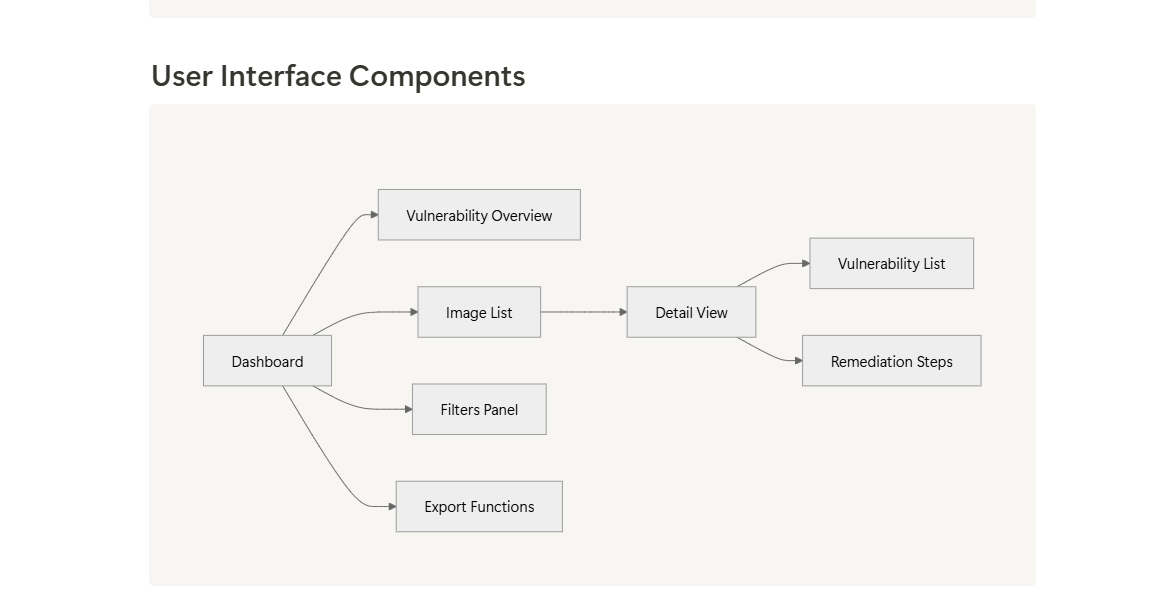 User Interface Components
Vulnerability Overview
Vulnerability List
Image List
Detail View
Dashboard
Remediation Steps
Filters Panel
Export Functions